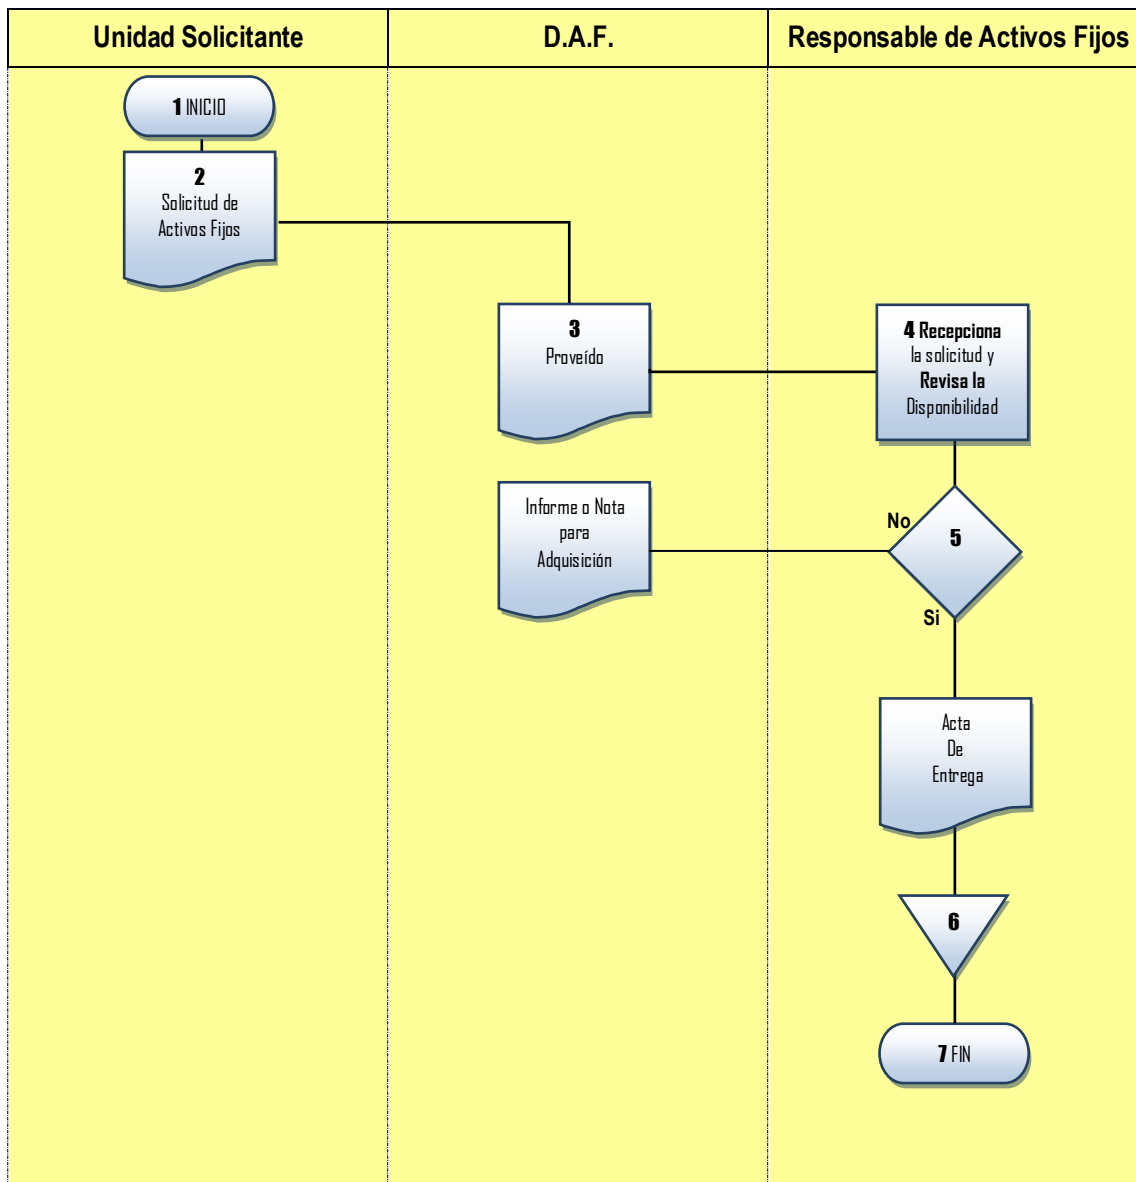 Unidad Solicitante
D.A.F.
Responsable de Activos Fijos
1 INICIO
2
Solicitud de
Activos Fijos
3
Proveído
4 Recepciona
la solicitud y
Revisa la
Disponibilidad
Informe o Nota
para
Adquisición
No
5
Si
Acta
De
Entrega
6
7 FIN